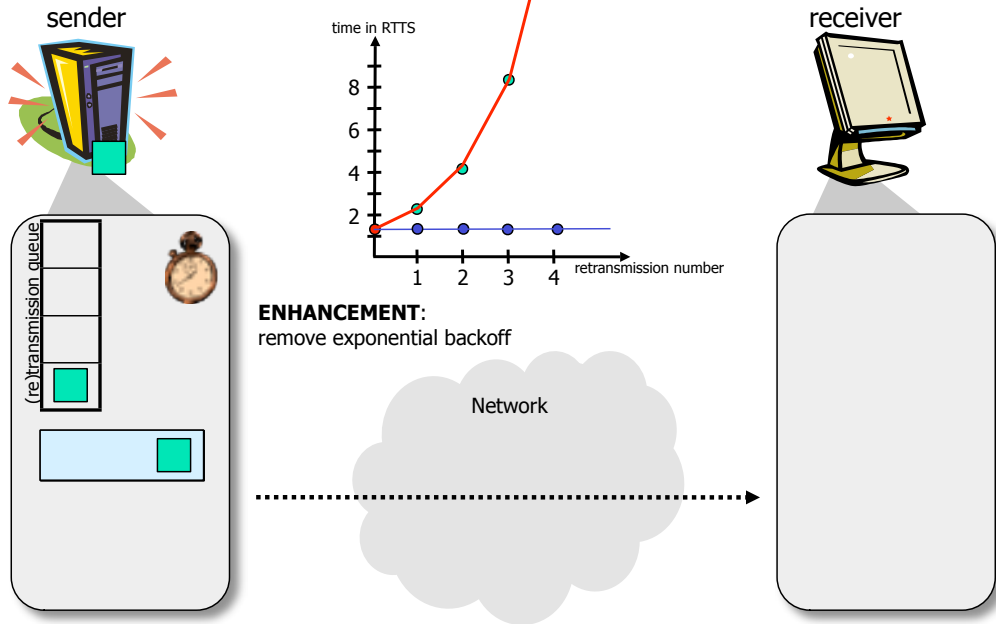 sender
receiver
time in RTTS
8
6
4
2
1 2 3 4
retransmission number
(re)transmission queue
ENHANCEMENT:
remove exponential backoff
Network